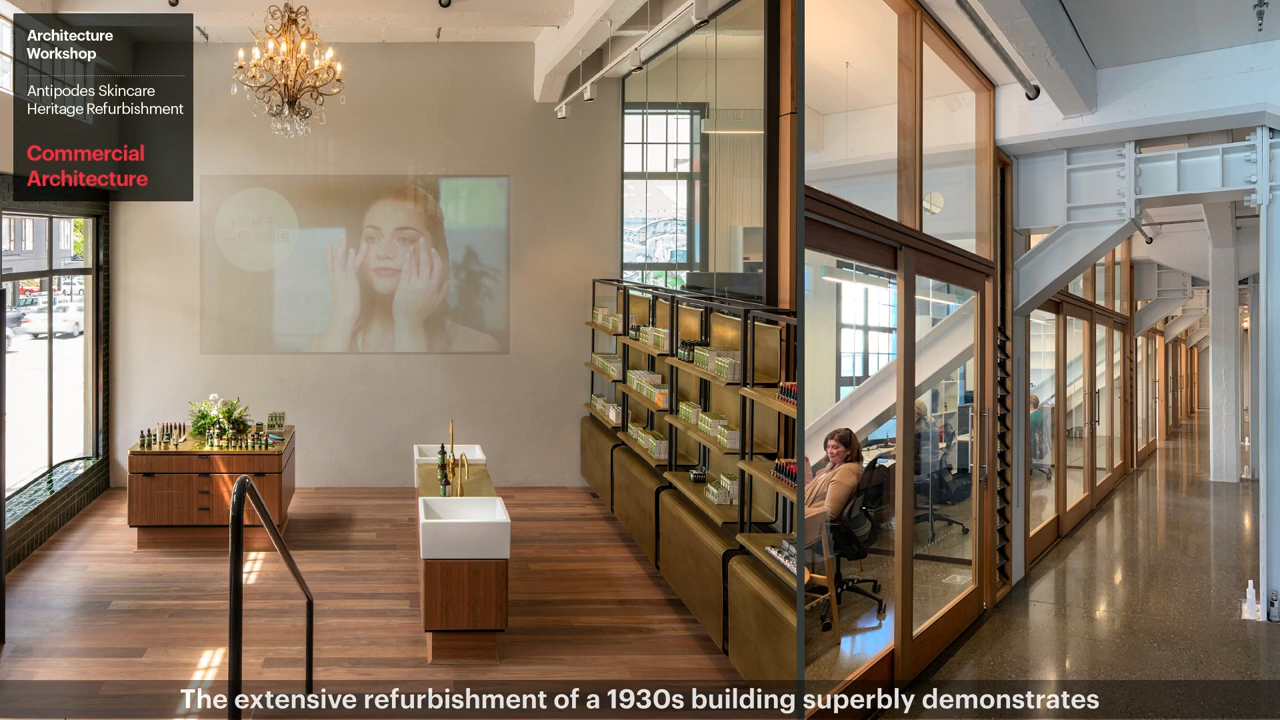 Architecture
Workshop
Antipodes Skincare
Heritage Refurbishment
Commercial
Architecture
The extensive refurbishment of a 1930s building superbly demonstrates